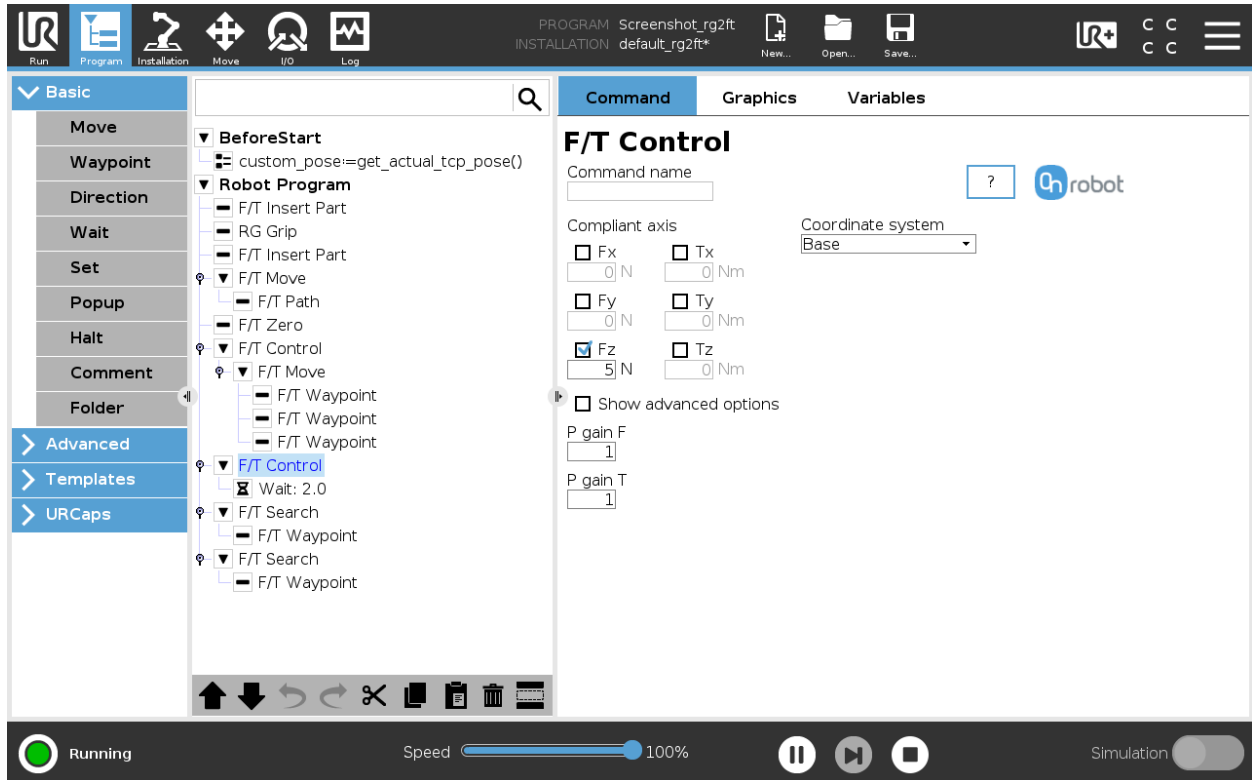 UR
Run
Program
Installation
Move
I/O
Log
PROGRAM Screenshot_rg2ft
INSTALLATION default_rg2ft*
New...
Open...
Save...
UR+
C C
C C
Basic
Move
Waypoint
Direction
Wait
Set
Popup
Halt
Comment
Folder
Advanced
Templates
URCaps
BeforeStart
custom_pose:=get_actual_tcp_pose()
Robot Program
F/T Insert Part
RG Grip
F/T Insert Part
F/T Move
F/T Path
F/T Zero
F/T Control
F/T Move
F/T Waypoint
F/T Waypoint
F/T Waypoint
F/T Control
Wait: 2.0
F/T Search
F/T Waypoint
F/T Search
F/T Waypoint
Command Graphics Variables
F/T Control
Command name
?
On robot
Compliant axis
Coordinate system
Base
Fx Tx
0 N 0 Nm
Fy Ty
0 N 0 Nm
Fz Tz
5 N 0 Nm
Show advanced options
P gain F
1
P gain T
1
Running
Speed 100%
Simulation